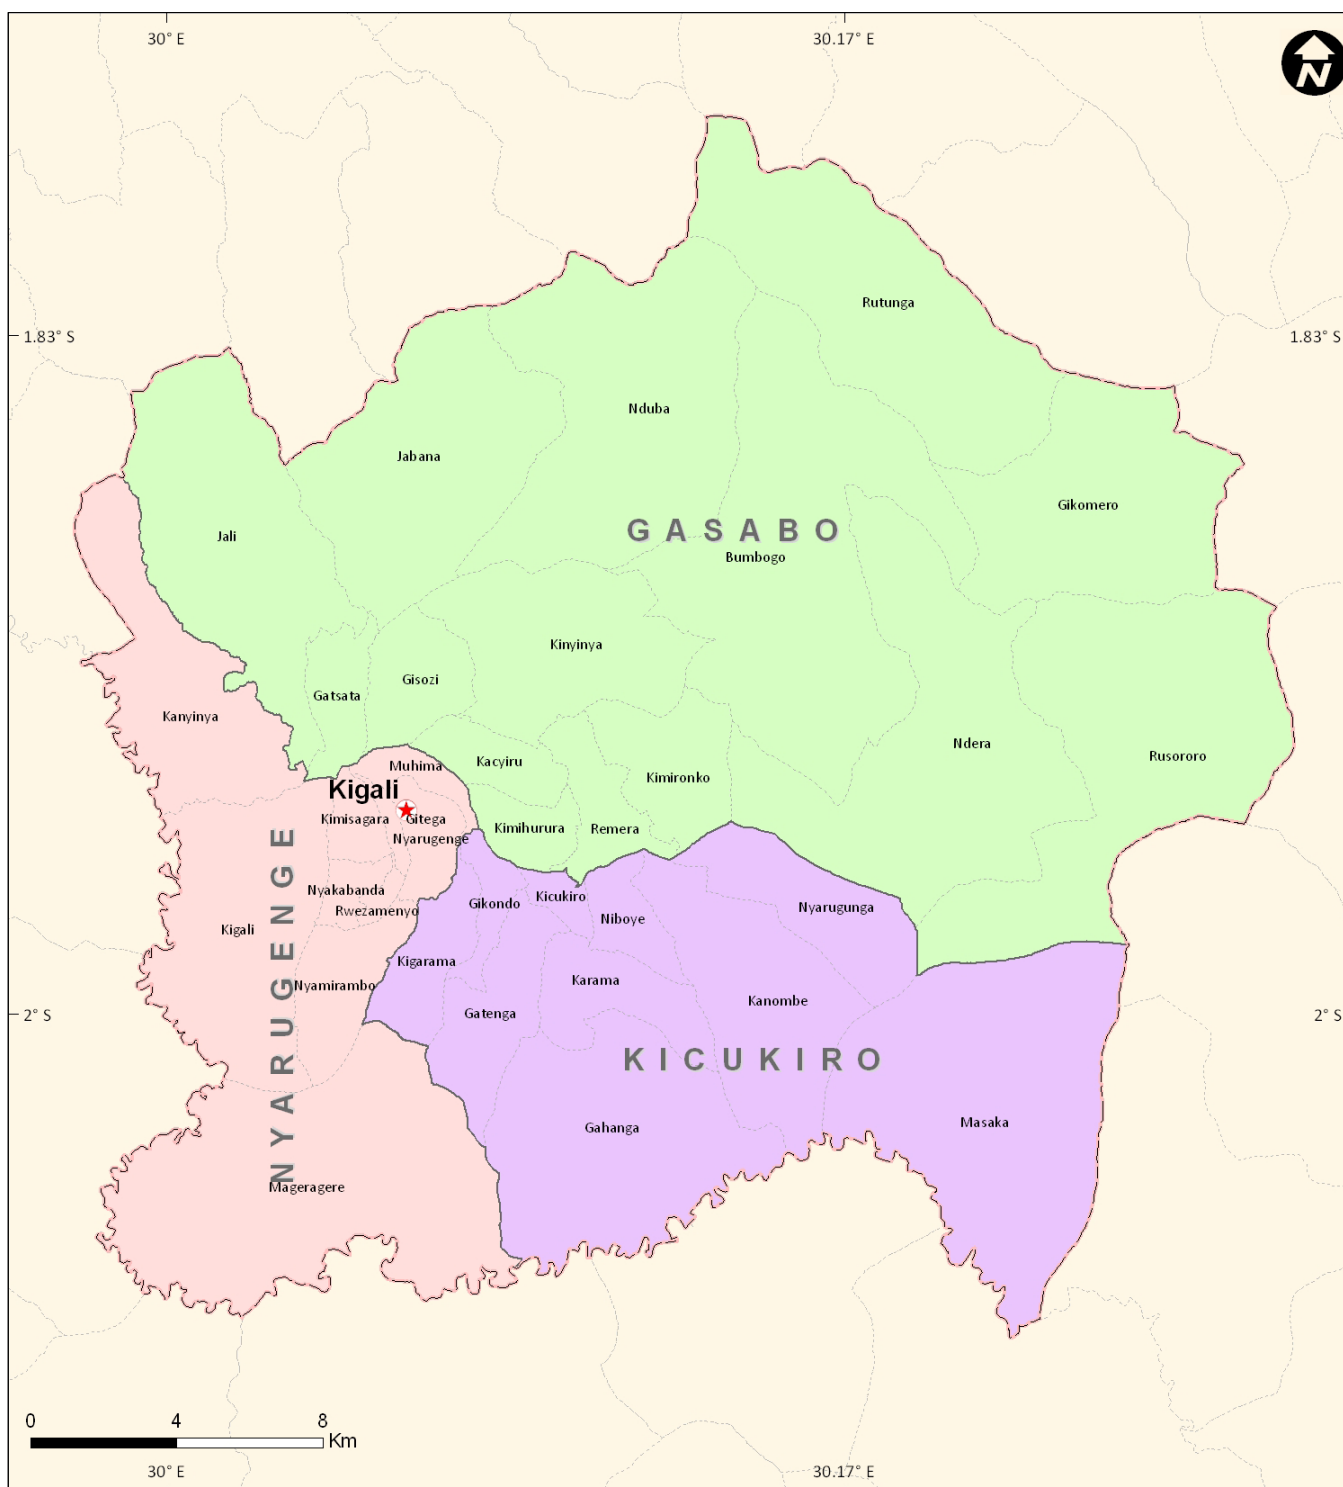 30° E
30.17° E
N
Rutunga
1.83° S
1.83° S
Nduba
Jabana
Gikomero
GASABO
Jali
Bumbogo
Kinyinya
Gisozi
Gatsata
Kanyinya
Ndera
Rusororo
Muhima
Kacyiru
Kimironko
Kigali
Kimisagara
Gitega
Kimihurura
Remera
Nyarugenge
Nyakabanda
Kicukiro
Gikondo
Rwezamenyo
Nyarugunga
Niboye
Kigali
NYARUGENGE
Kigarama
Karama
Nyamirambo
Kanombe
Gatenga
2° S
2° S
KICUKIRO
Masaka
Gahanga
Mageragere
0 4 8
Km
30° E
30.17° E